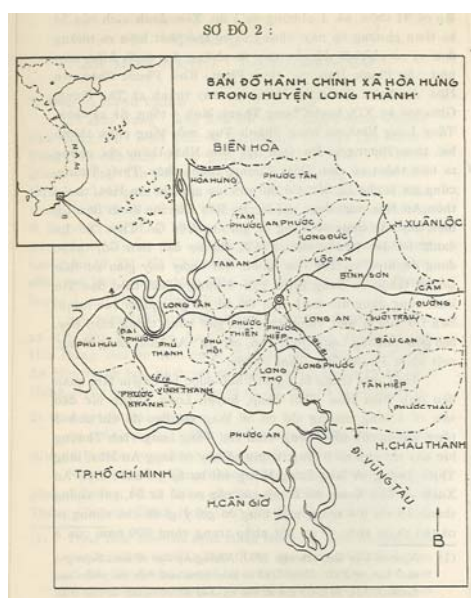 SƠ ĐỒ 2 :
BẢN ĐỒ HÀNH CHÍNH XÃ HÒA HƯNG
TRONG HUYỆN LONG THÀNH
VIỆT NAM
BIÊN HÒA
HÒA HƯNG
PHƯỚC TÂN
TAM PHƯỚC
AN PHƯỚC
LONG ĐỨC
H. XUÂN LỘC
TAM AN
LỘC AN
BÌNH SƠN
CẨM ĐƯỜNG
LONG TÂN
LONG AN
SUỐI TRẦU
PHÚ HỮU
ĐẠI PHƯỚC
PHÚ THẠNH
PHÚ HỘI
PHƯỚC THIỀN
PHƯỚC HIỆP
BÀU CẠN
LONG THỌ
LONG PHƯỚC
TÂN HIỆP
VĨNH THANH
PHƯỚC KHÁNH
PHƯỚC THÁI
PHƯỚC AN
H. CHÂU THÀNH
TP. HỒ CHÍ MINH
ĐI VŨNG TÀU
H. CẦN GIỜ
B